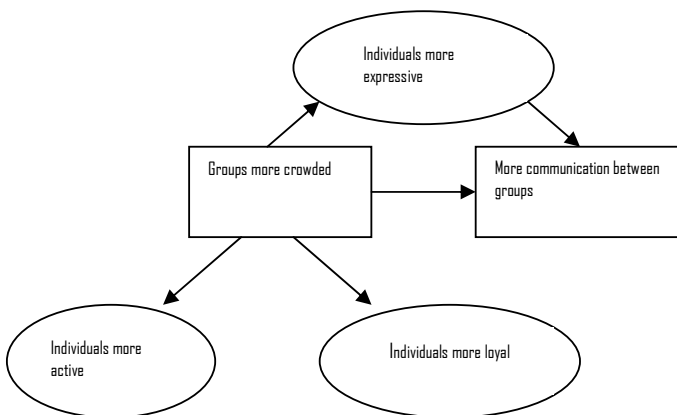 Individuals more
expressive
Groups more crowded
More communication between
groups
Individuals more
active
Individuals more loyal